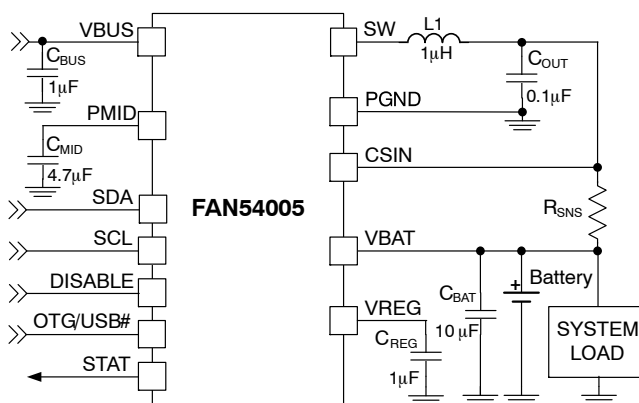 VBUS
CBUS
1µF
PMID
CMID
4.7µF
SDA
SCL
DISABLE
OTG/USB#
STAT
FAN54005
SW
L1
1µH
COUT
0.1µF
PGND
CSIN
RSNS
VBAT
Battery
+
CBAT
10 µF
VREG
CREG
1µF
SYSTEM
LOAD